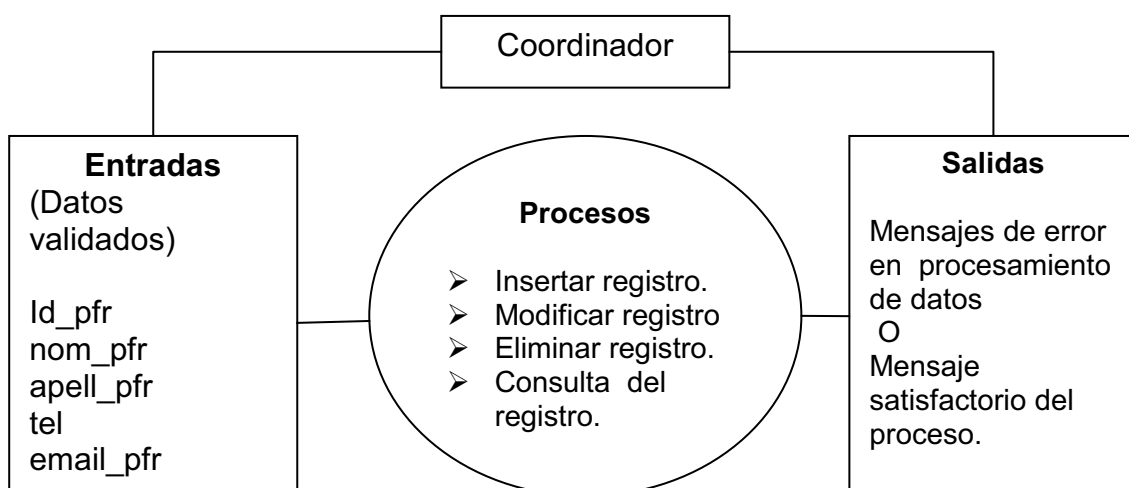 Coordinador
Entradas
(Datos
validados)
Id_pfr
nom_pfr
apell_pfr
tel
email_pfr
Procesos
➢ Insertar registro.
➢ Modificar registro
➢ Eliminar registro.
➢ Consulta del
registro.
Salidas
Mensajes de error
en procesamiento
de datos
O
Mensaje
satisfactorio del
proceso.